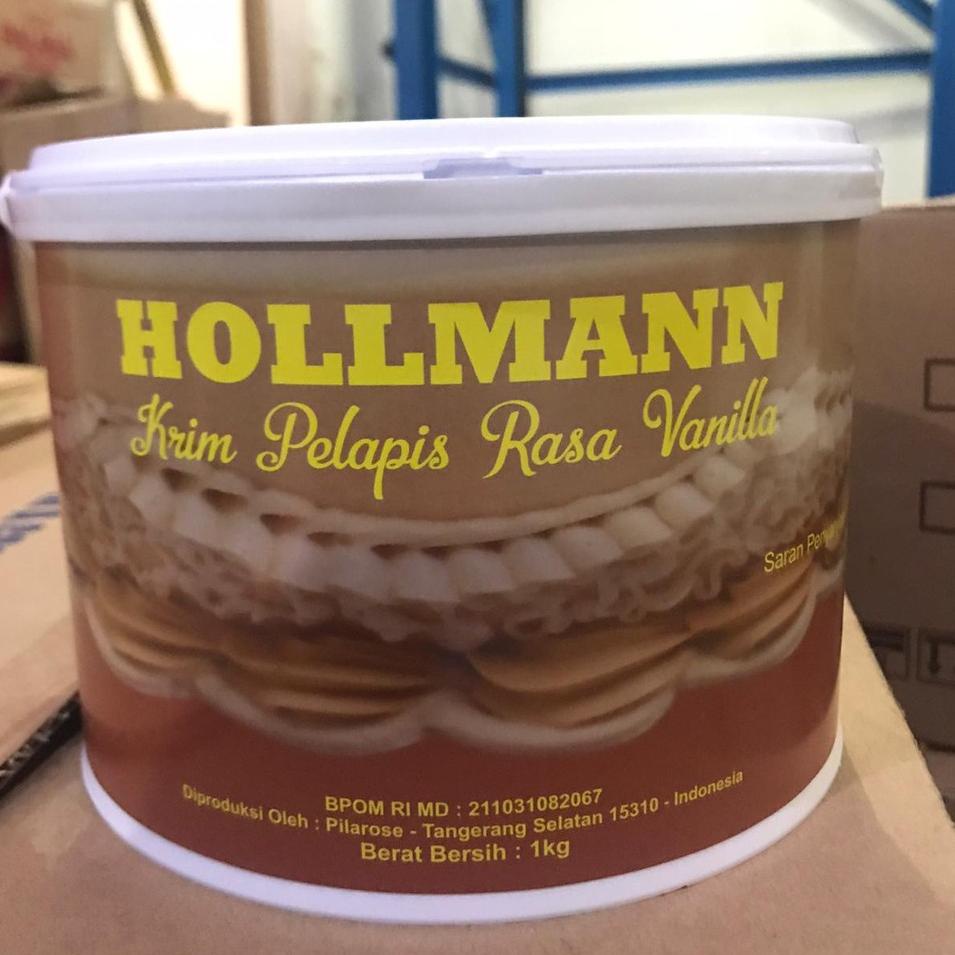 HOLLMANN
Krim Pelapis Rasa Vanilla
Saran
BPOM RI MD : 211031082067
Diproduksi Oleh : Pilarose - Tangerang Selatan 15310 - Indonesia
Berat Bersih : 1kg